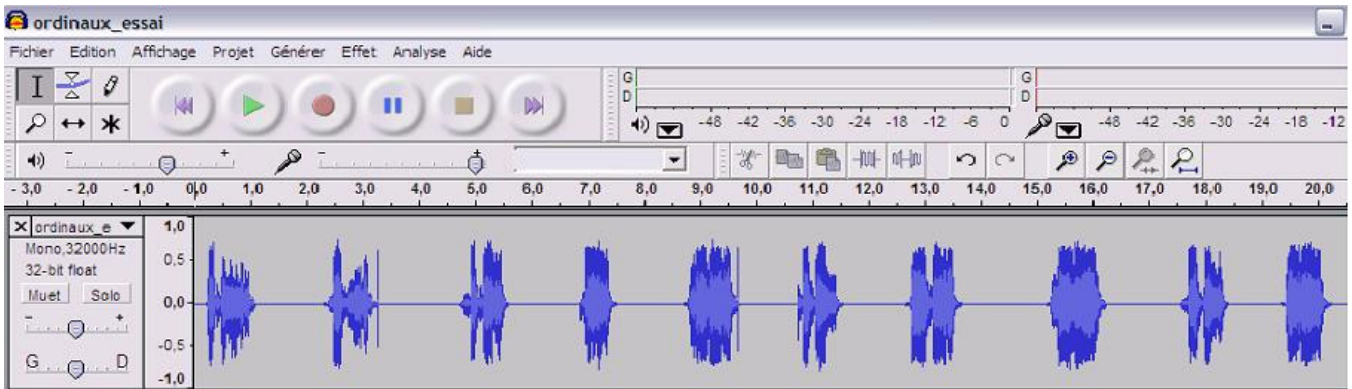 ordinaux_essai
Fichier Edition Affichage Projet Générer Effet Analyse Aide
G G
D D
-48 -42 -36 -30 -24 -18 -12 -6 0 -48 -42 -36 -30 -24 -18 -12
- + - +
- 3,0 - 2,0 - 1,0 0,0 1,0 2,0 3,0 4,0 5,0 6,0 7,0 8,0 9,0 10,0 11,0 12,0 13,0 14,0 15,0 16,0 17,0 18,0 19,0 20,0
X ordinaux_e 1,0
Mono,32000Hz
32-bit float 0,5
Muet Solo
- + 0,0
-0,5
G D
-1,0